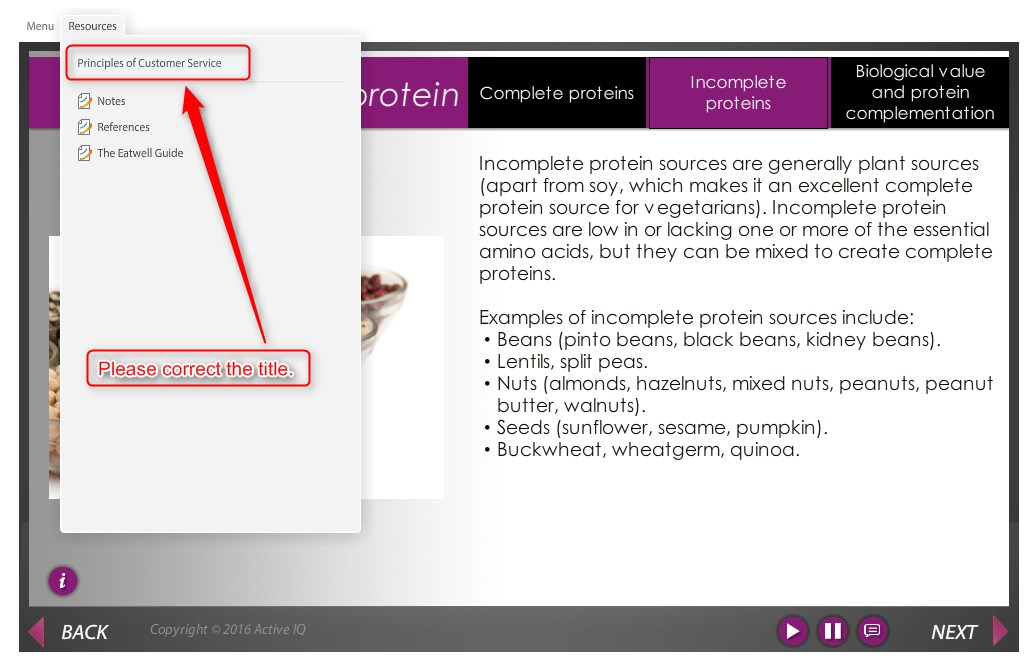 Menu Resources
Principles of Customer Service
Notes
References
The Eatwell Guide
protein
Complete proteins
Incomplete
proteins
Biological value
and protein
complementation
Incomplete protein sources are generally plant sources
(apart from soy, which makes it an excellent complete
protein source for vegetarians). Incomplete protein
sources are low in or lacking one or more of the essential
amino acids, but they can be mixed to create complete
proteins.
Examples of incomplete protein sources include:
• Beans (pinto beans, black beans, kidney beans).
• Lentils, split peas.
• Nuts (almonds, hazelnuts, mixed nuts, peanuts, peanut
butter, walnuts).
• Seeds (sunflower, sesame, pumpkin).
• Buckwheat, wheatgerm, quinoa.
Please correct the title.
i
BACK
Copyright © 2016 Active IQ
NEXT